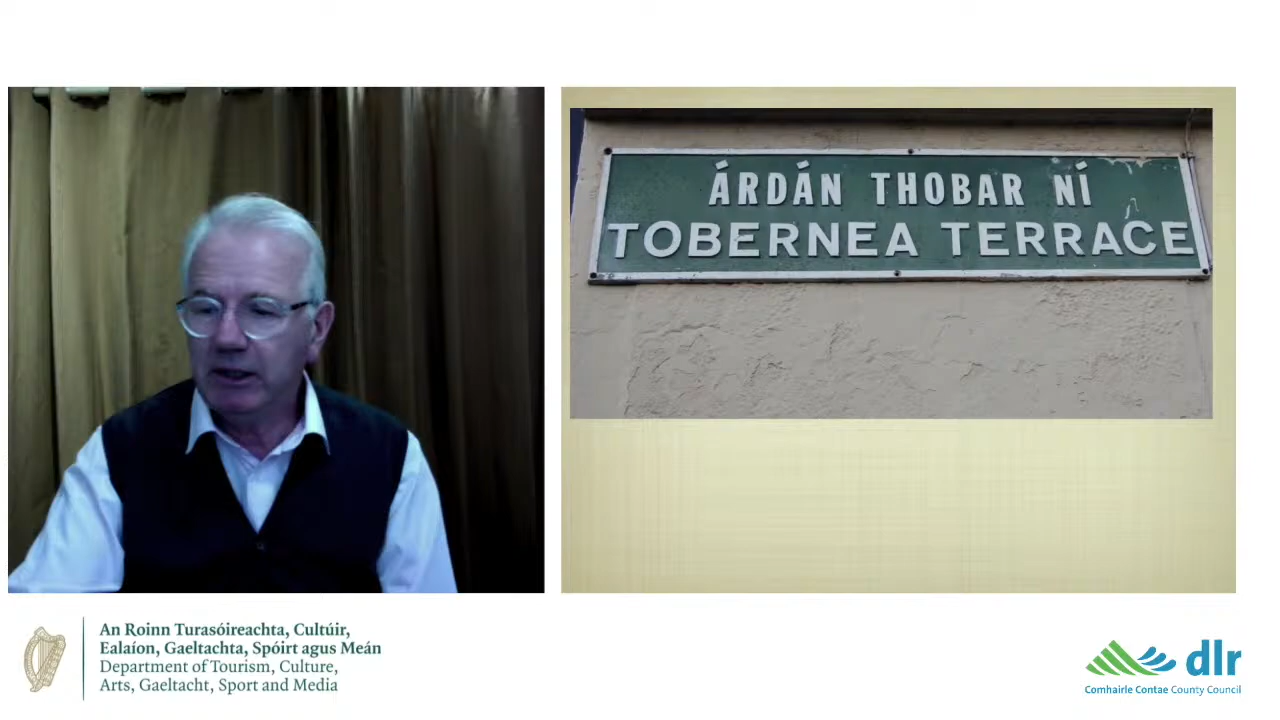 ÁRDÁN THOBAR NÍ
TOBERNEA TERRACE
An Roinn Turasóireachta, Cultúir,
Ealaíon, Gaeltachta, Spóirt agus Meán
Department of Tourism, Culture,
Arts, Gaeltacht, Sport and Media
dlr
Comhairle Contae County Council